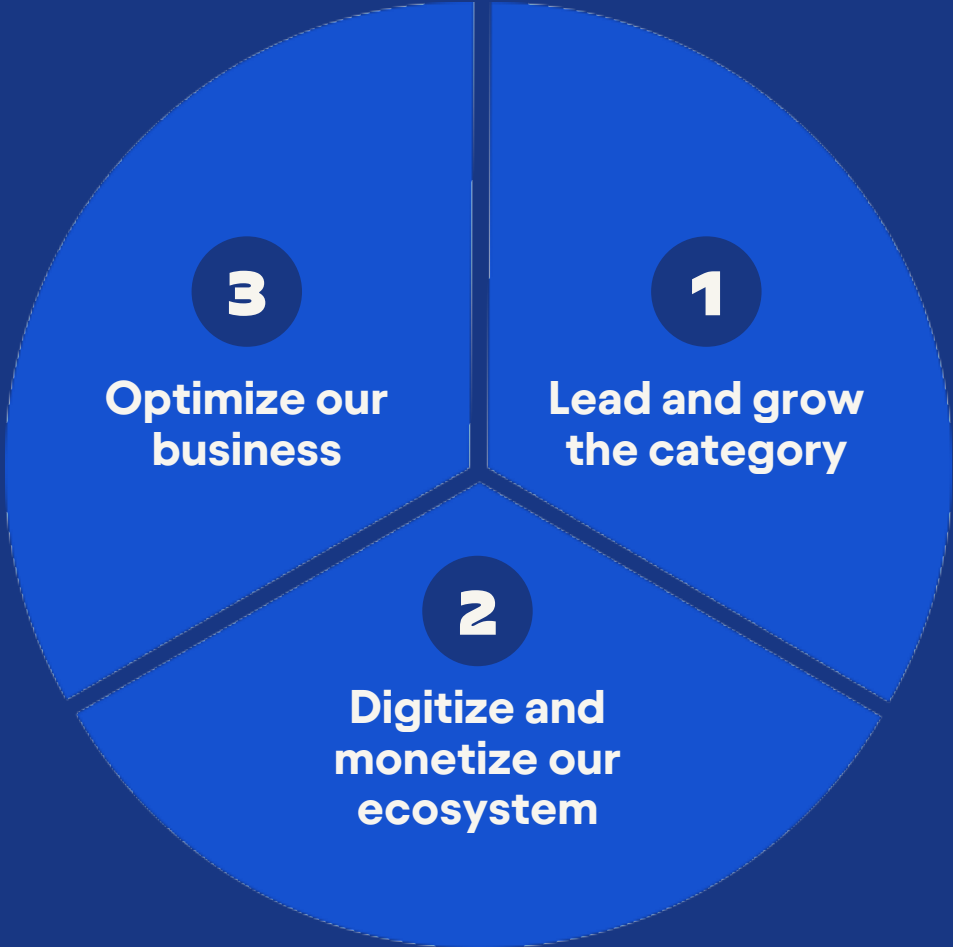 1
Lead and grow
the category
2
Digitize and
monetize our
ecosystem
3
Optimize our
business